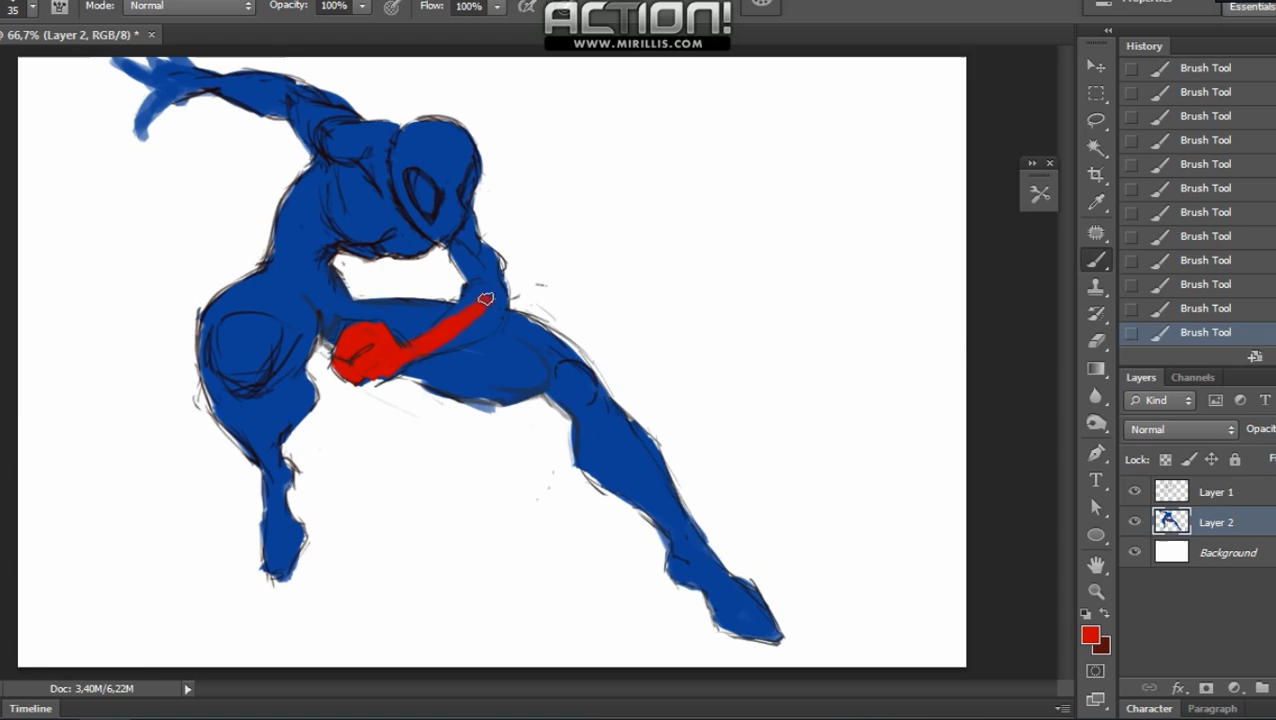 35
Mode: Normal
Opacity: 100%
Flow: 100%
ACTION!
WWW.MIRILLIS.COM
Essentials
66,7% (Layer 2, RGB/8) *
History
Brush Tool
Brush Tool
Brush Tool
Brush Tool
Brush Tool
Brush Tool
Brush Tool
Brush Tool
Brush Tool
Brush Tool
Brush Tool
Brush Tool
Layers Channels
Kind
Normal
Opacity
Lock:
Layer 1
Layer 2
Background
fx
Doc: 3,40M/6,22M
Timeline
Character Paragraph